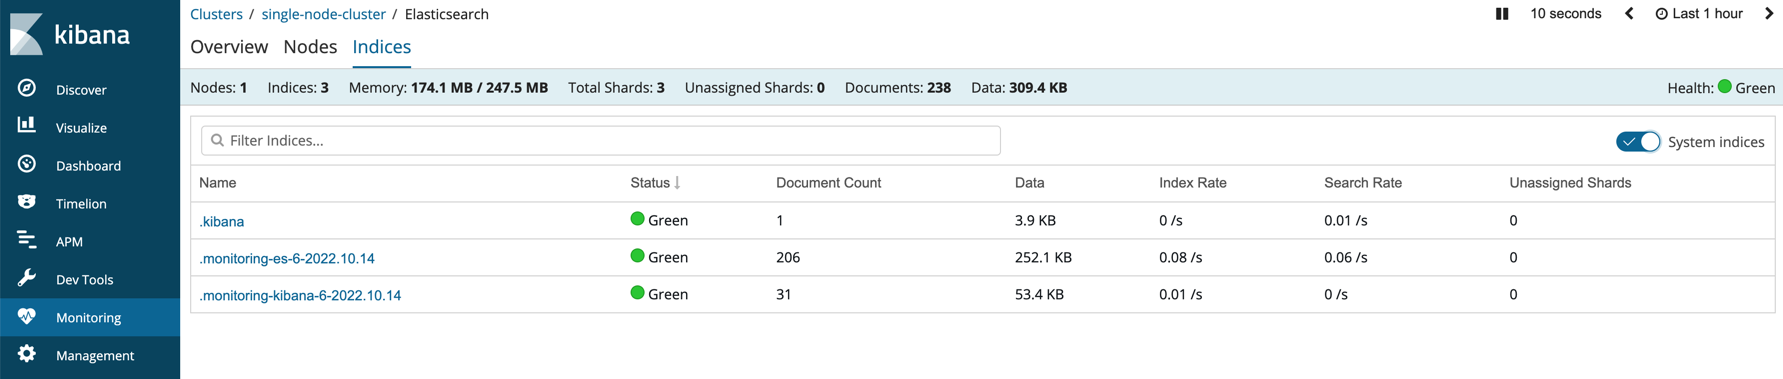 kibana
Discover
Visualize
Dashboard
Timelion
APM
Dev Tools
Monitoring
Management
Clusters / single-node-cluster / Elasticsearch
10 seconds Last 1 hour
Overview Nodes Indices
Nodes: 1 Indices: 3 Memory: 174.1 MB / 247.5 MB Total Shards: 3 Unassigned Shards: 0 Documents: 238 Data: 309.4 KB Health: Green
Filter Indices... System indices
Name Status Document Count Data Index Rate Search Rate Unassigned Shards
.kibana Green 1 3.9 KB 0 /s 0.01 /s 0
.monitoring-es-6-2022.10.14 Green 206 252.1 KB 0.08 /s 0.06 /s 0
.monitoring-kibana-6-2022.10.14 Green 31 53.4 KB 0.01 /s 0 /s 0